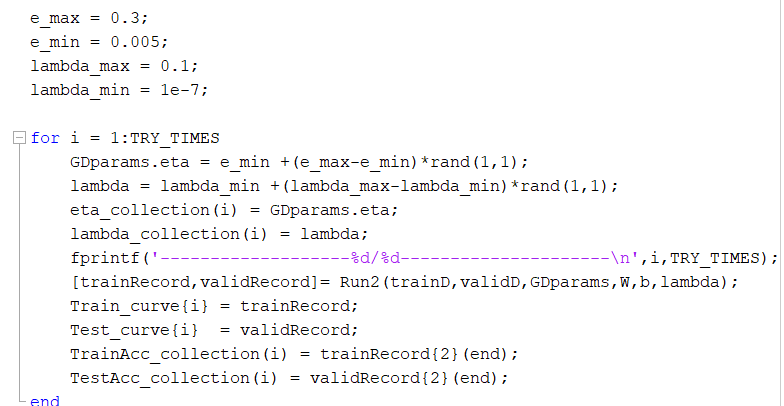 e_max = 0.3;
e_min = 0.005;
lambda_max = 0.1;
lambda_min = 1e-7;
for i = 1:TRY_TIMES
GDparams.eta = e_min +(e_max-e_min)*rand(1,1);
lambda = lambda_min +(lambda_max-lambda_min)*rand(1,1);
eta_collection(i) = GDparams.eta;
lambda_collection(i) = lambda;
fprintf('-------------------%d/%d---------------------\n',i,TRY_TIMES);
[trainRecord,validRecord]= Run2(trainD,validD,GDparams,W,b,lambda);
Train_curve{i} = trainRecord;
Test_curve{i}  = validRecord;
TrainAcc_collection(i) = trainRecord{2}(end);
TestAcc_collection(i) = validRecord{2}(end);
end